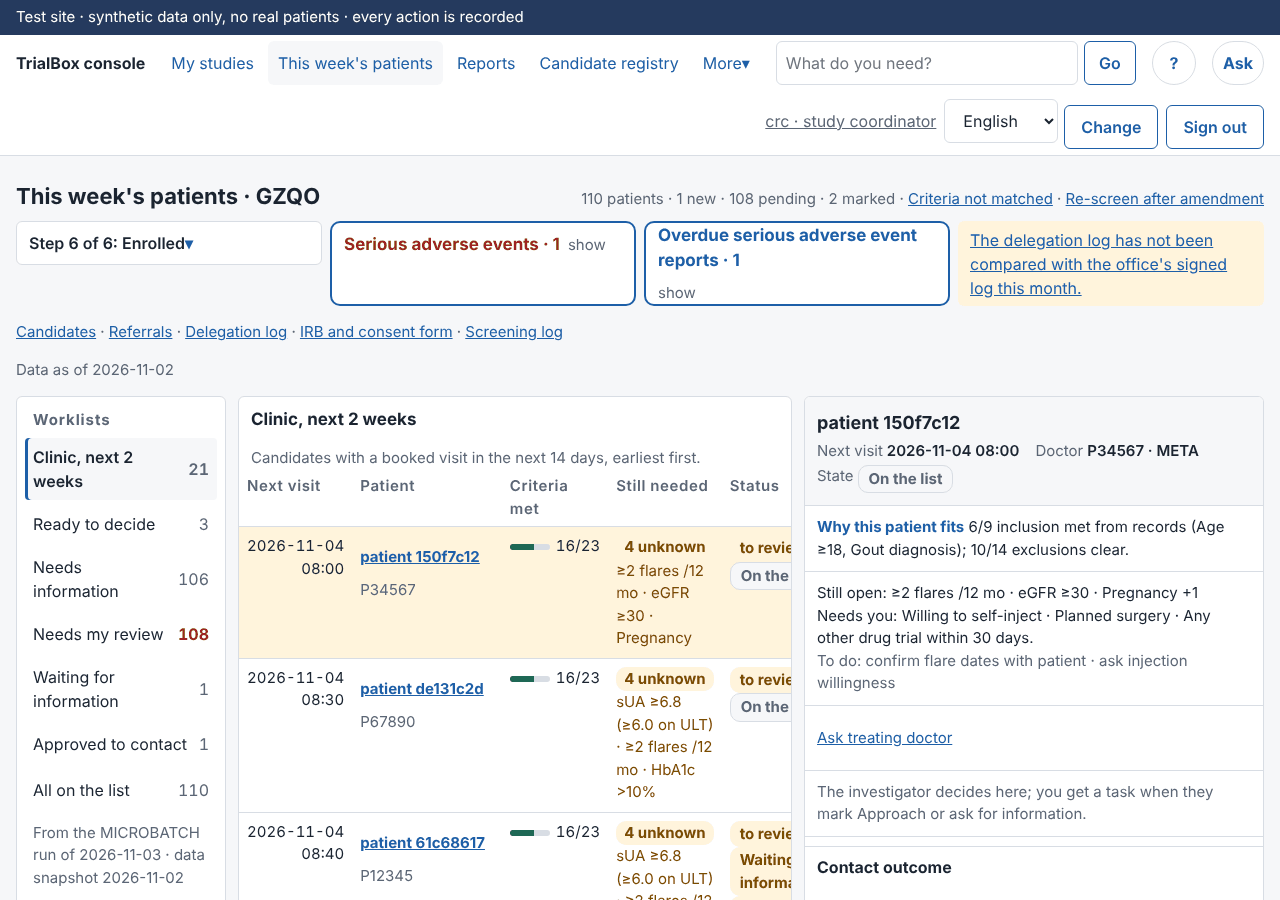 Test site · synthetic data only, no real patients · every action is recorded
TrialBox console
My studies
This week's patients
Reports
Candidate registry
More▾
What do you need?
Go
?
Ask
crc · study coordinator
English
Change
Sign out
This week's patients · GZQO
110 patients · 1 new · 108 pending · 2 marked · Criteria not matched · Re-screen after amendment
Step 6 of 6: Enrolled▾
Serious adverse events · 1 show
Overdue serious adverse event
reports · 1
show
The delegation log has not been
compared with the office's signed
log this month.
Candidates · Referrals · Delegation log · IRB and consent form · Screening log
Data as of 2026-11-02
Worklists
Clinic, next 2
weeks
21
Ready to decide 3
Needs
information
106
Needs my review 108
Waiting for
information
1
Approved to contact 1
All on the list 110
From the MICROBATCH
run of 2026-11-03 · data
snapshot 2026-11-02
Clinic, next 2 weeks
Candidates with a booked visit in the next 14 days, earliest first.
Next visit
Patient
Criteria
met
Still needed
Status
2026-11-04
08:00
patient 150f7c12
P34567
16/23
4 unknown
≥2 flares /12
mo · eGFR
≥30 ·
Pregnancy
to revie
On the
2026-11-04
08:30
patient de131c2d
P67890
16/23
4 unknown
sUA ≥6.8
(≥6.0 on ULT)
· ≥2 flares /12
mo · HbA1c
>10%
to revie
On the
2026-11-04
08:40
patient 61c68617
P12345
16/23
4 unknown
sUA ≥6.8
(≥6.0 on ULT)
· ≥2 flares /12
to revie
Waiting
informa
patient 150f7c12
Next visit 2026-11-04 08:00 Doctor P34567 · META
State On the list
Why this patient fits 6/9 inclusion met from records (Age
≥18, Gout diagnosis); 10/14 exclusions clear.
Still open: ≥2 flares /12 mo · eGFR ≥30 · Pregnancy +1
Needs you: Willing to self-inject · Planned surgery · Any
other drug trial within 30 days.
To do: confirm flare dates with patient · ask injection
willingness
Ask treating doctor
The investigator decides here; you get a task when they
mark Approach or ask for information.
Contact outcome